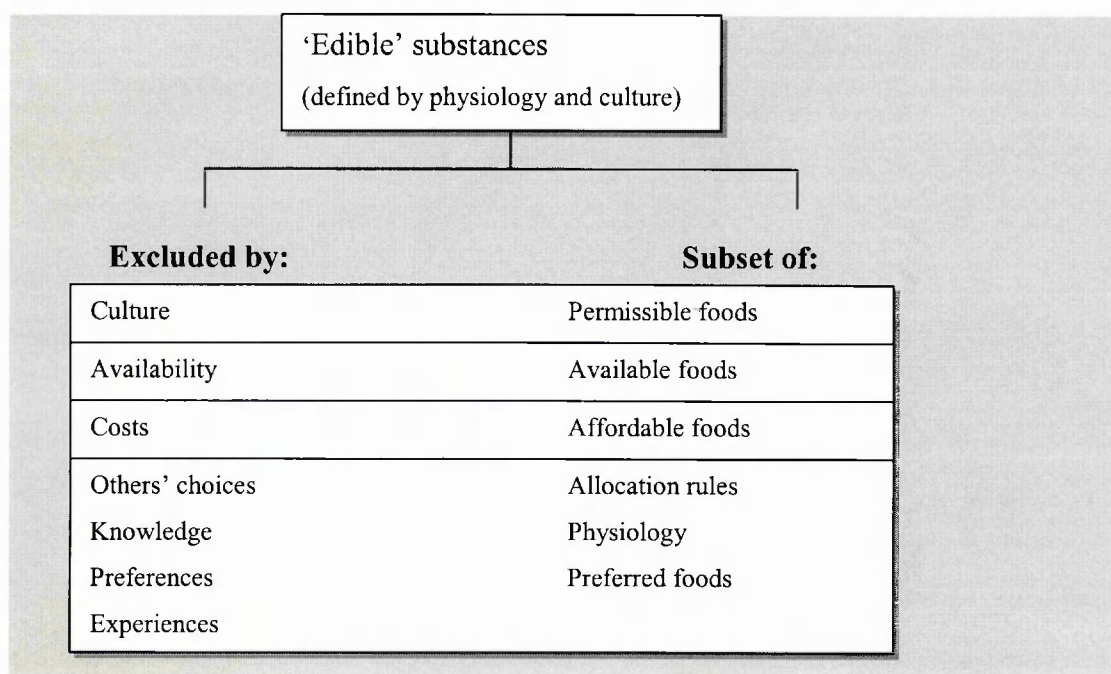 ‘Edible’ substances
(defined by physiology and culture)
Excluded by: Subset of:
Culture Permissible foods
Availability Available foods
Costs Affordable foods
Others’ choices Allocation rules
Knowledge Physiology
Preferences Preferred foods
Experiences